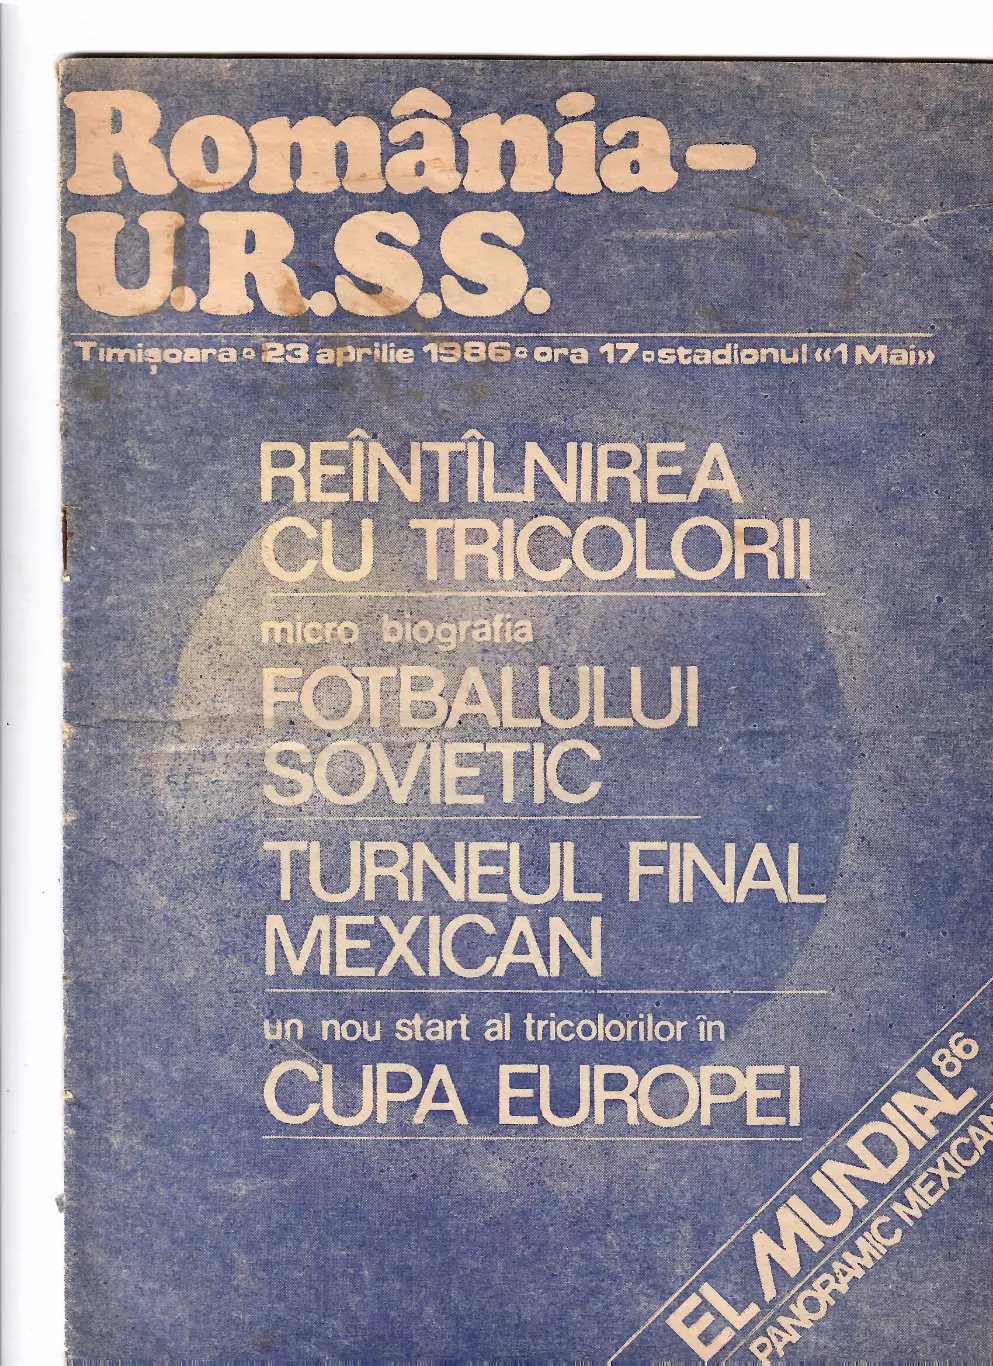 România-
U.R.S.S.
Timișoara▫23 aprilie 1986▫ora 17▫stadionul «1 Mai»
REÎNTÎLNIREA
CU TRICOLORII
micro biografia
FOTBALULUI
SOVIETIC
TURNEUL FINAL
MEXICAN
un nou start al tricolorilor în
CUPA EUROPEI
EL MUNDIAL 86
PANORAMIC MEXICAN